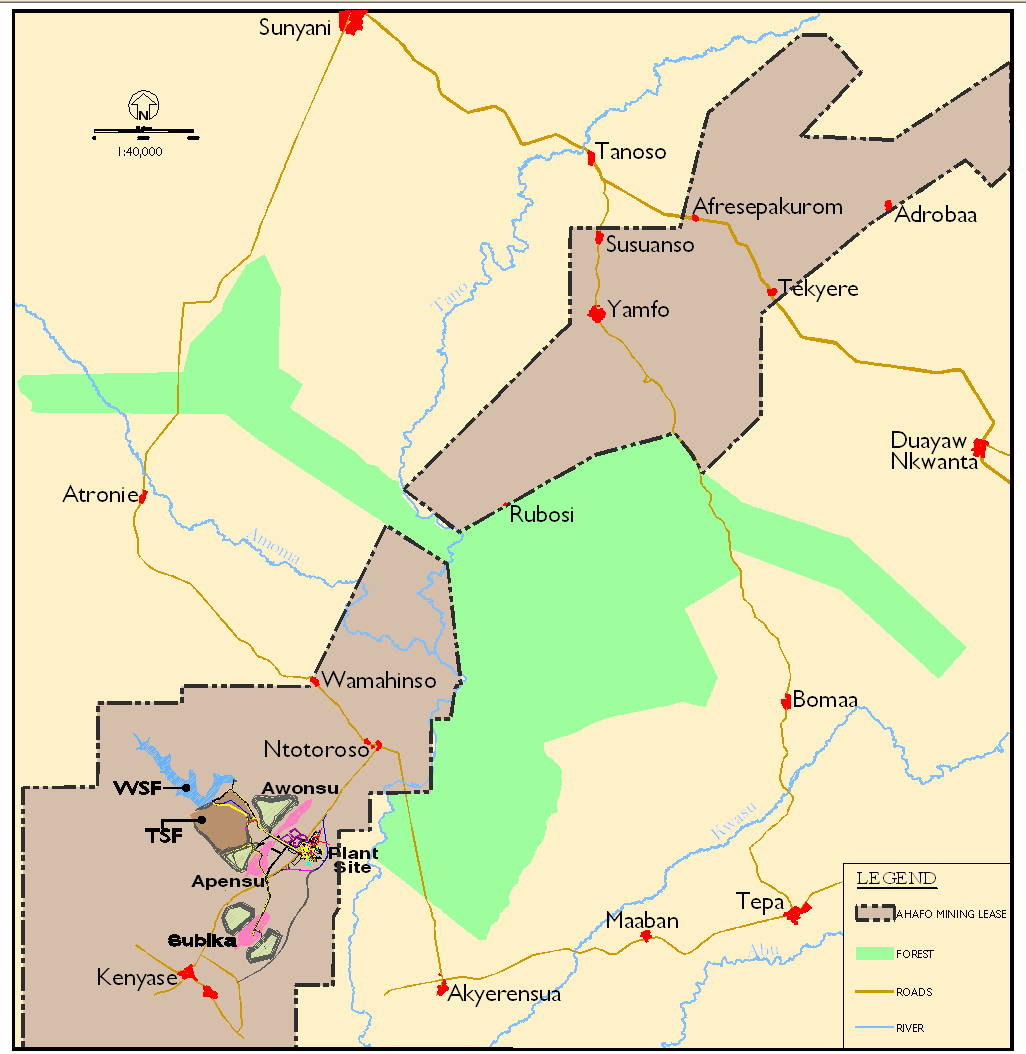 Sunyani
N
1:40,000
Tanoso
Afresepakurom
Adrobaa
Susuanso
Tekyere
Tano
Yamfo
Duayaw
Nkwanta
Atronie
Rubosi
Amoma
Wamahinso
Bomaa
Ntotoroso
WSF
Awonsu
TSF
Kwasu
Plant
Site
Apensu
LEGEND
Tepa
AHAFO MINING LEASE
Maaban
Subika
Abu
FOREST
Kenyase
Akyerensua
ROADS
RIVER